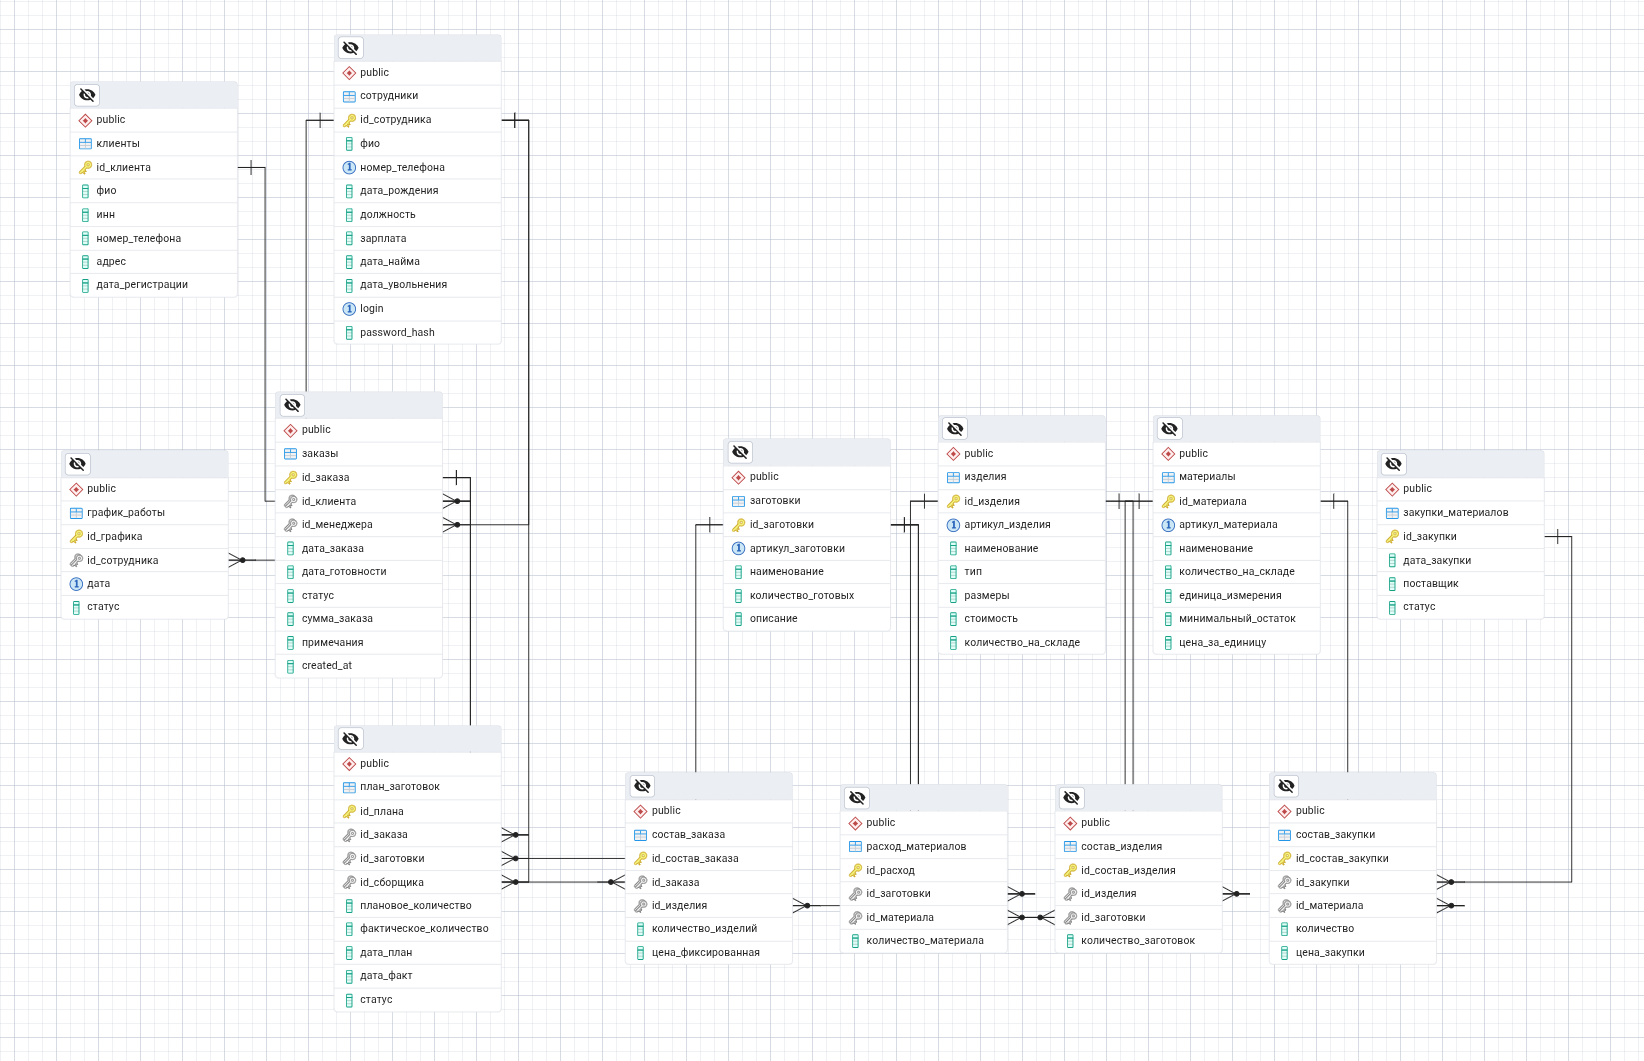 public
сотрудники
id_сотрудника
фио
номер_телефона
дата_рождения
должность
зарплата
дата_найма
дата_увольнения
login
password_hash
public
клиенты
id_клиента
фио
инн
номер_телефона
адрес
дата_регистрации
public
заказы
id_заказа
id_клиента
id_менеджера
дата_заказа
дата_готовности
статус
сумма_заказа
примечания
created_at
public
график_работы
id_графика
id_сотрудника
дата
статус
public
заготовки
id_заготовки
артикул_заготовки
наименование
количество_готовых
описание
public
изделия
id_изделия
артикул_изделия
наименование
тип
размеры
стоимость
количество_на_складе
public
материалы
id_материала
артикул_материала
наименование
количество_на_складе
единица_измерения
минимальный_остаток
цена_за_единицу
public
закупки_материалов
id_закупки
дата_закупки
поставщик
статус
public
план_заготовок
id_плана
id_заказа
id_заготовки
id_сборщика
плановое_количество
фактическое_количество
дата_план
дата_факт
статус
public
состав_заказа
id_состав_заказа
id_заказа
id_изделия
количество_изделий
цена_фиксированная
public
расход_материалов
id_расход
id_заготовки
id_материала
количество_материала
public
состав_изделия
id_состав_изделия
id_изделия
id_заготовки
количество_заготовок
public
состав_закупки
id_состав_закупки
id_закупки
id_материала
количество
цена_закупки